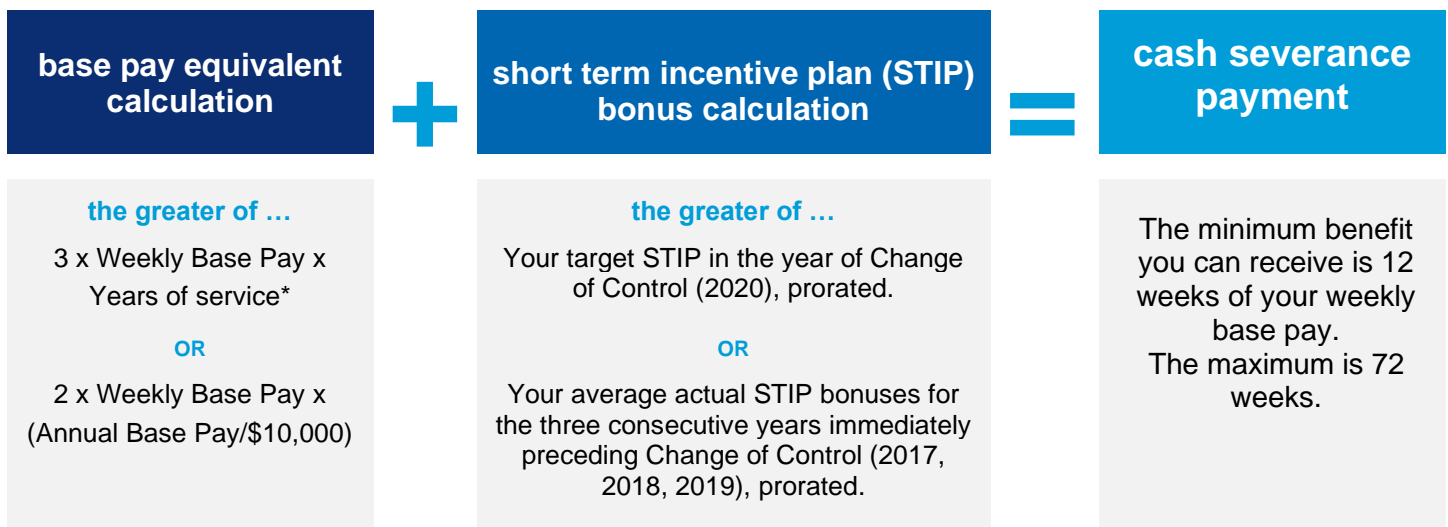 base pay equivalent
calculation
+
short term incentive plan (STIP)
bonus calculation
=
cash severance
payment
the greater of …
3 x Weekly Base Pay x
Years of service*
OR
2 x Weekly Base Pay x
(Annual Base Pay/$10,000)
the greater of …
Your target STIP in the year of Change
of Control (2020), prorated.
OR
Your average actual STIP bonuses for
the three consecutive years immediately
preceding Change of Control (2017,
2018, 2019), prorated.
The minimum benefit
you can receive is 12
weeks of your weekly
base pay.
The maximum is 72
weeks.